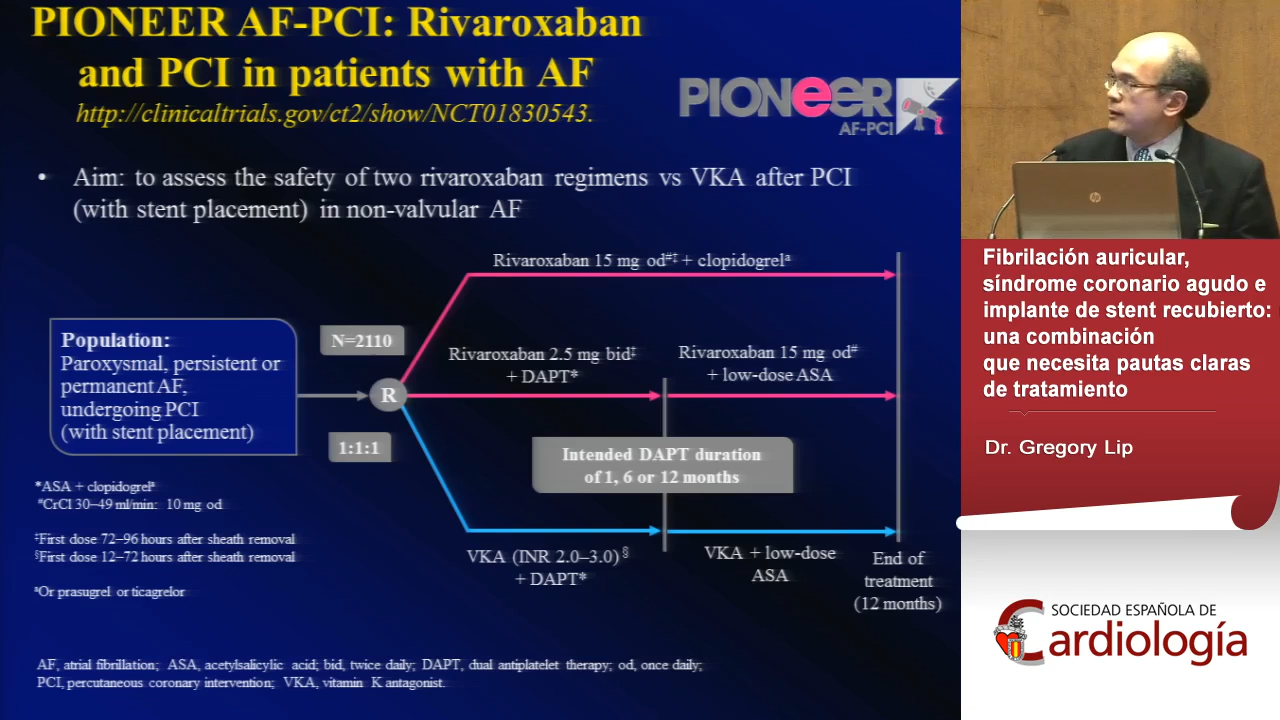 PIONEER AF-PCI: Rivaroxaban
and PCI in patients with AF
http://clinicaltrials.gov/ct2/show/NCT01830543.
PIONeeR
AF-PCI
• Aim: to assess the safety of two rivaroxaban regimens vs VKA after PCI
(with stent placement) in non-valvular AF
Rivaroxaban 15 mg od#‡ + clopidogrelª
Population:
Paroxysmal, persistent or
permanent AF,
undergoing PCI
(with stent placement)
N=2110
R
1:1:1
Rivaroxaban 2.5 mg bid‡
+ DAPT*
Rivaroxaban 15 mg od#
+ low-dose ASA
Intended DAPT duration
of 1, 6 or 12 months
VKA (INR 2.0–3.0)§
+ DAPT*
VKA + low-dose
ASA
End of
treatment
(12 months)
*ASA + clopidogrelª
#CrCl 30–49 ml/min: 10 mg od
‡First dose 72–96 hours after sheath removal
§First dose 12–72 hours after sheath removal
ªOr prasugrel or ticagrelor
AF, atrial fibrillation; ASA, acetylsalicylic acid; bid, twice daily; DAPT, dual antiplatelet therapy; od, once daily;
PCI, percutaneous coronary intervention; VKA, vitamin K antagonist.
hp
Fibrilación auricular,
síndrome coronario agudo e
implante de stent recubierto:
una combinación
que necesita pautas claras
de tratamiento
Dr. Gregory Lip
SOCIEDAD ESPAÑOLA DE
Cardiología